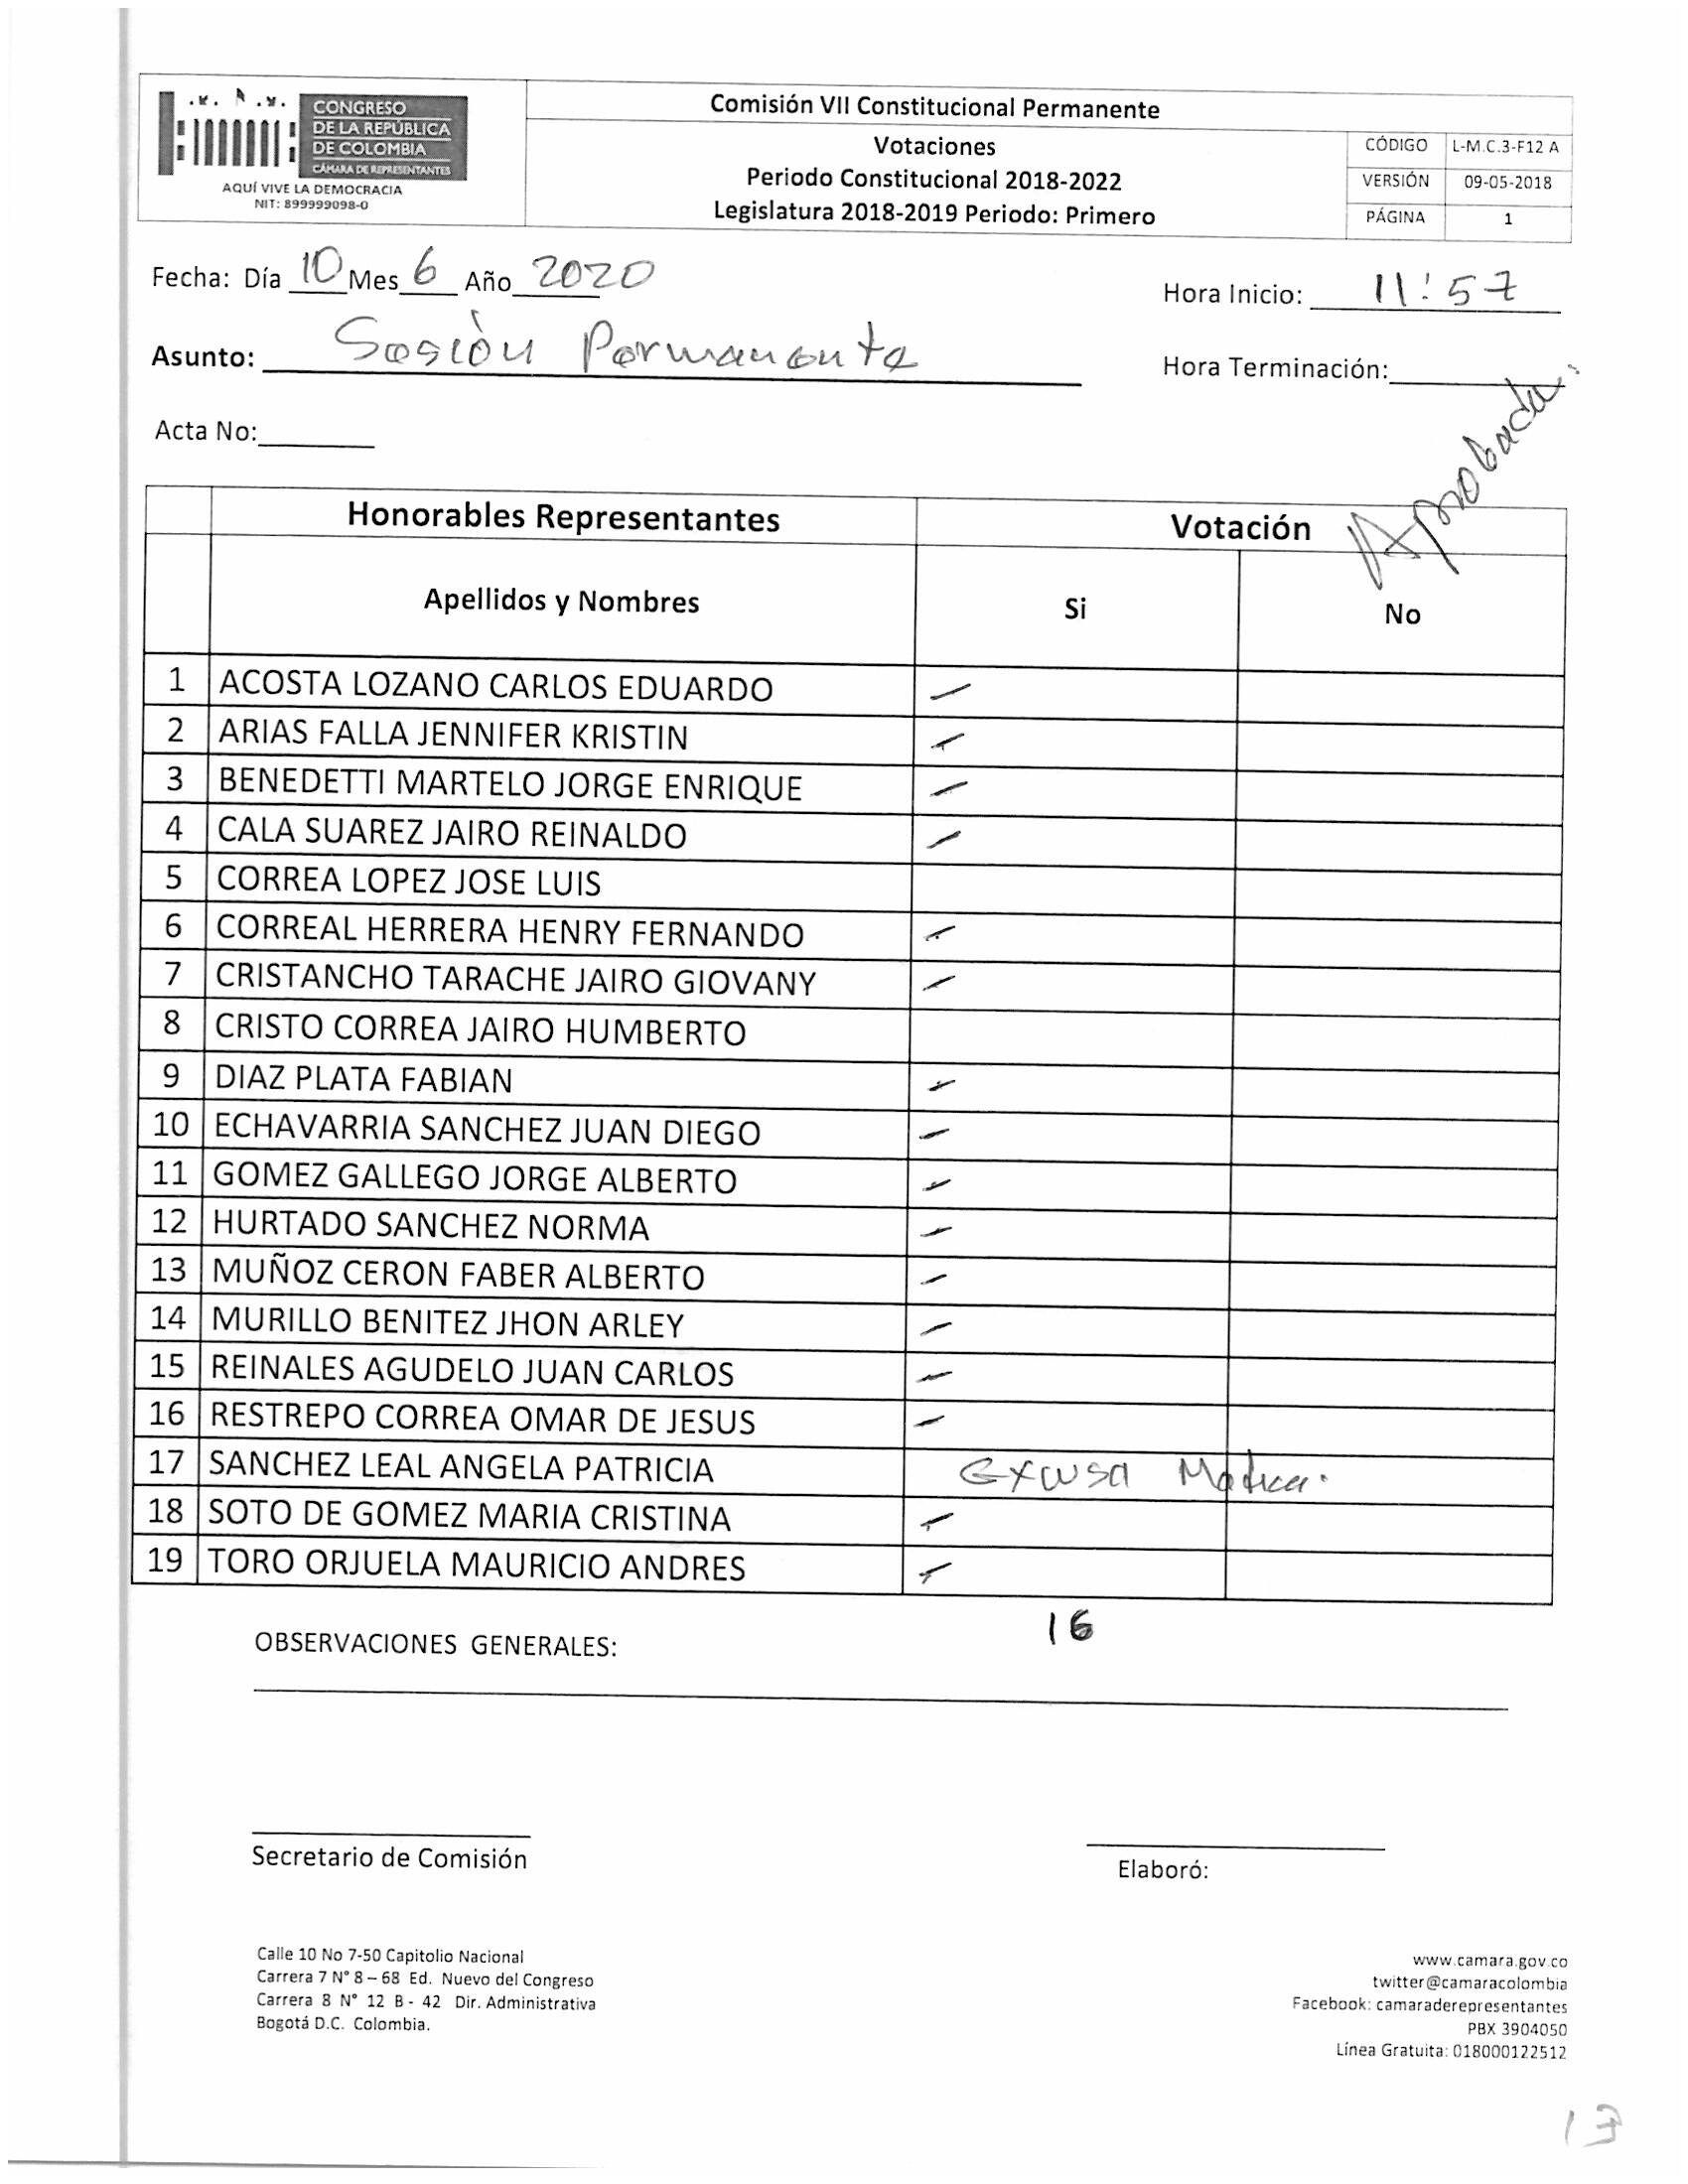 CONGRESO
DE LA REPÚBLICA
DE COLOMBIA
CÁMARA DE REPRESENTANTES
AQUÍ VIVE LA DEMOCRACIA
NIT: 899999098-0
Comisión VII Constitucional Permanente
Votaciones
Periodo Constitucional 2018-2022
Legislatura 2018-2019 Periodo: Primero
CÓDIGO L-M.C.3-F12 A
VERSIÓN 09-05-2018
PÁGINA 1
Fecha: Día 10 Mes 6 Año 2020
Hora Inicio: 11:57
Asunto: Sesión Permanente
Hora Terminación:
Aprobada.
Acta No:
Honorables Representantes Votación
Apellidos y Nombres Si No
1 ACOSTA LOZANO CARLOS EDUARDO
2 ARIAS FALLA JENNIFER KRISTIN
3 BENEDETTI MARTELO JORGE ENRIQUE
4 CALA SUAREZ JAIRO REINALDO
5 CORREA LOPEZ JOSE LUIS
6 CORREAL HERRERA HENRY FERNANDO
7 CRISTANCHO TARACHE JAIRO GIOVANY
8 CRISTO CORREA JAIRO HUMBERTO
9 DIAZ PLATA FABIAN
10 ECHAVARRIA SANCHEZ JUAN DIEGO
11 GOMEZ GALLEGO JORGE ALBERTO
12 HURTADO SANCHEZ NORMA
13 MUÑOZ CERON FABER ALBERTO
14 MURILLO BENITEZ JHON ARLEY
15 REINALES AGUDELO JUAN CARLOS
16 RESTREPO CORREA OMAR DE JESUS
17 SANCHEZ LEAL ANGELA PATRICIA Excusa Medica.
18 SOTO DE GOMEZ MARIA CRISTINA
19 TORO ORJUELA MAURICIO ANDRES
16
OBSERVACIONES GENERALES:
Secretario de Comisión
Elaboró:
Calle 10 No 7-50 Capitolio Nacional
Carrera 7 N° 8 – 68 Ed. Nuevo del Congreso
Carrera 8 N° 12 B - 42 Dir. Administrativa
Bogotá D.C. Colombia.
www.camara.gov.co
twitter@camaracolombia
Facebook: camaraderepresentantes
PBX 3904050
Línea Gratuita: 018000122512
13